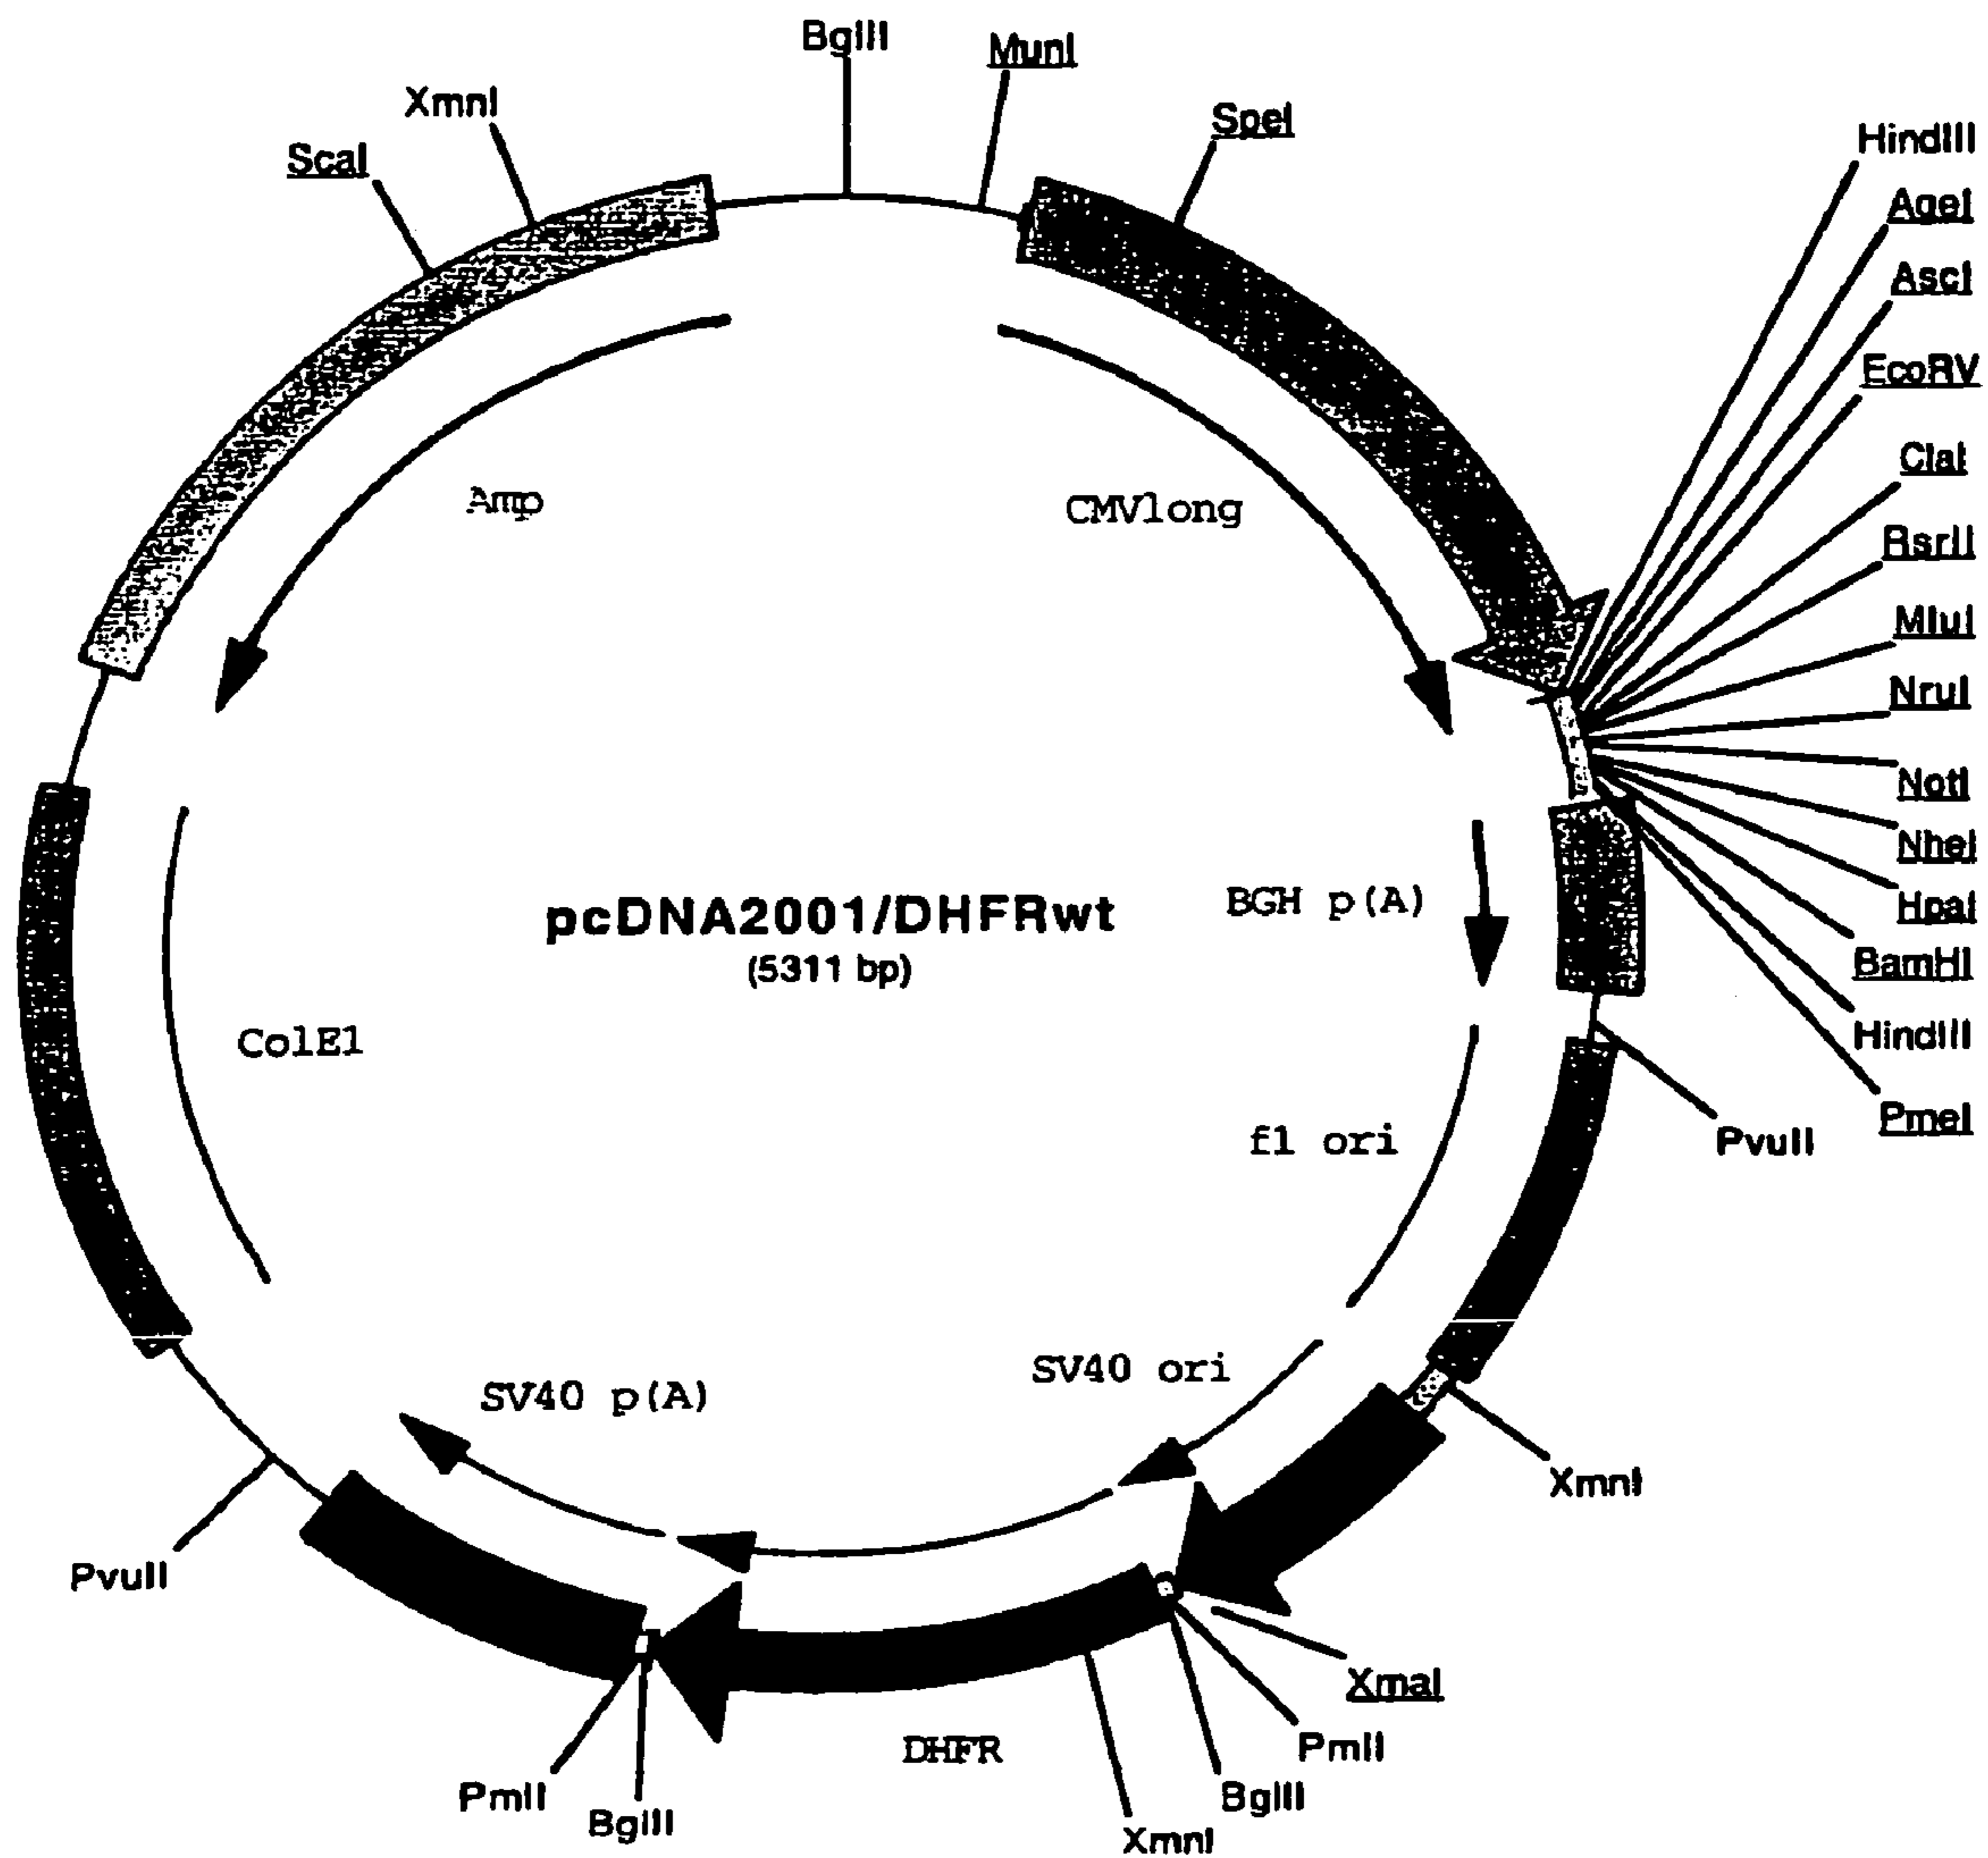 BglII
MunI
XmnI
SpeI
ScaI
HindIII
AgeI
AscI
EcoRV
ClaI
RsrII
MluI
NruI
NotI
NheI
HpaI
BamHI
HindIII
PmeI
PvuII
Amp
CMVlong
pcDNA2001/DHFRwt
(5311 bp)
BGH p(A)
ColE1
f1 ori
SV40 ori
SV40 p(A)
XmnI
PvuII
XmaI
PmlI
DHFR
BglII
XmnI
PmlI
BglII